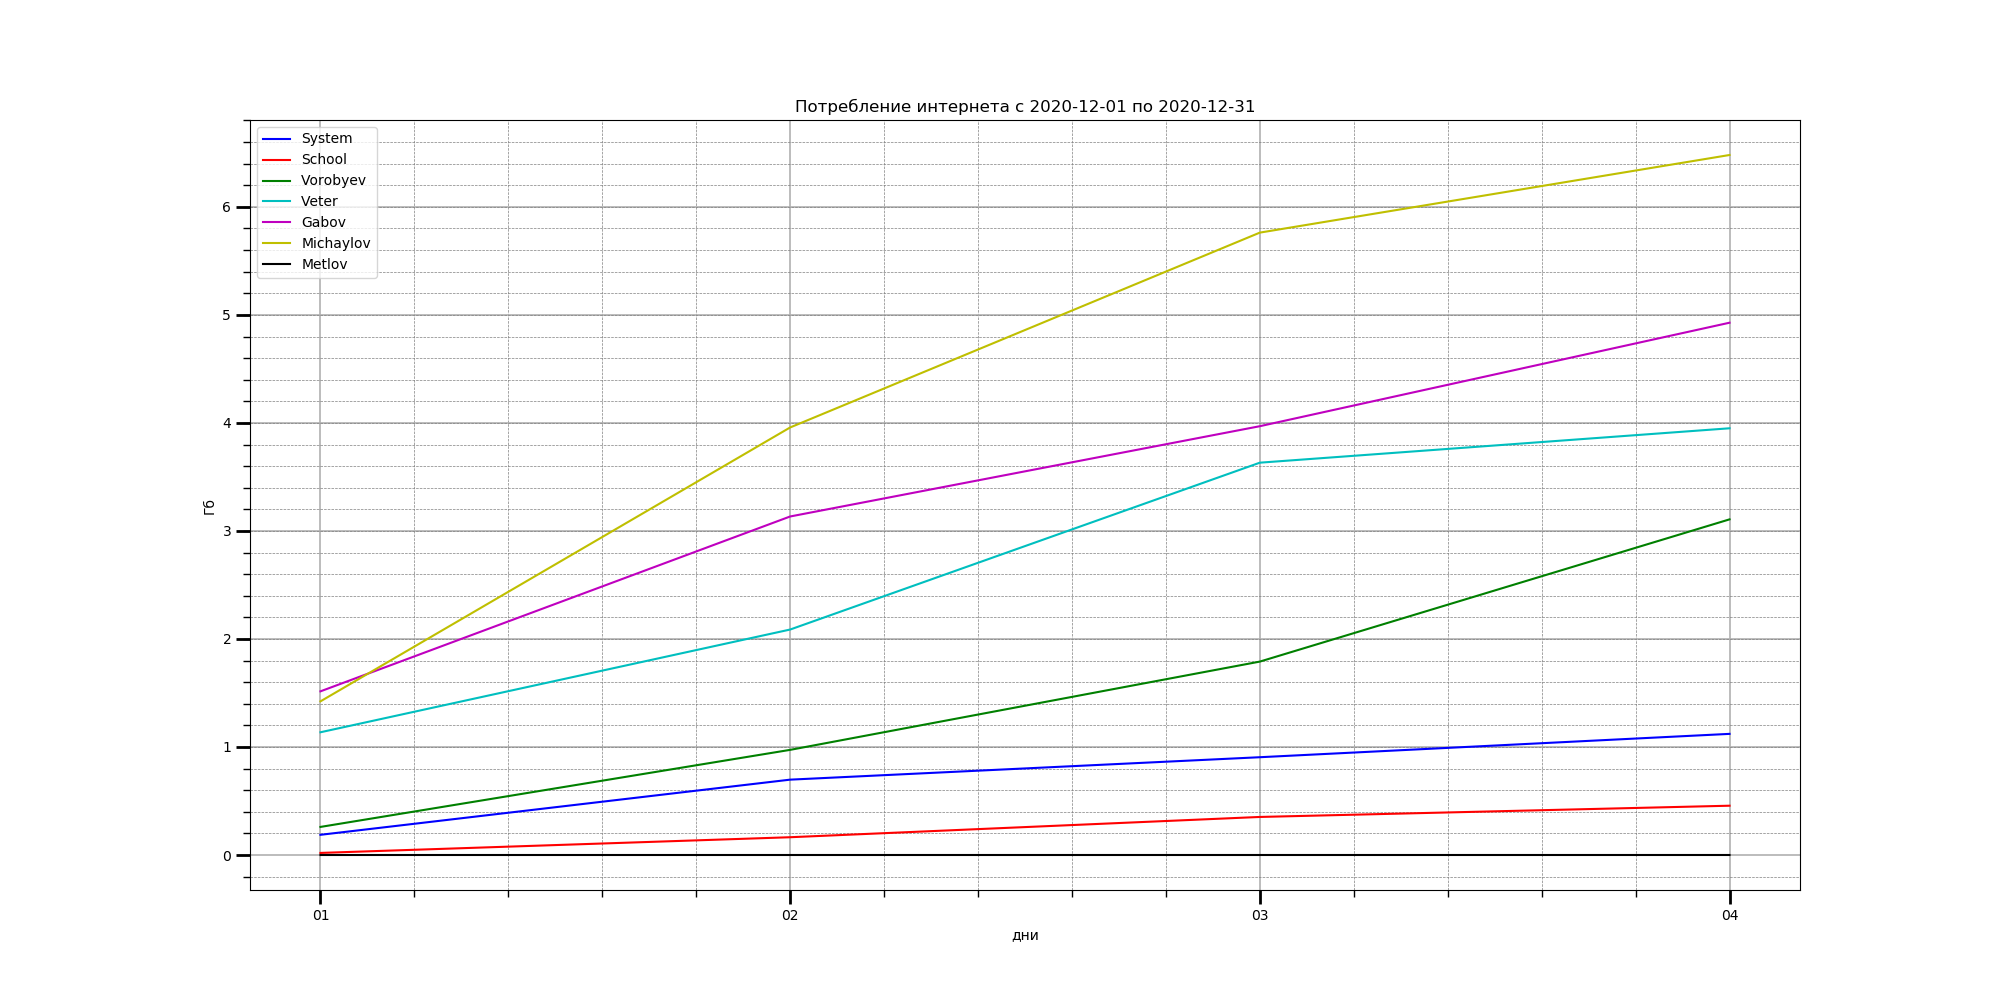 Потребление интернета с 2020-12-01 по 2020-12-31
System
School
Vorobyev
Veter
Gabov
Michaylov
Metlov
6
5
4
3
2
1
0
Гб
01 02 03 04
дни